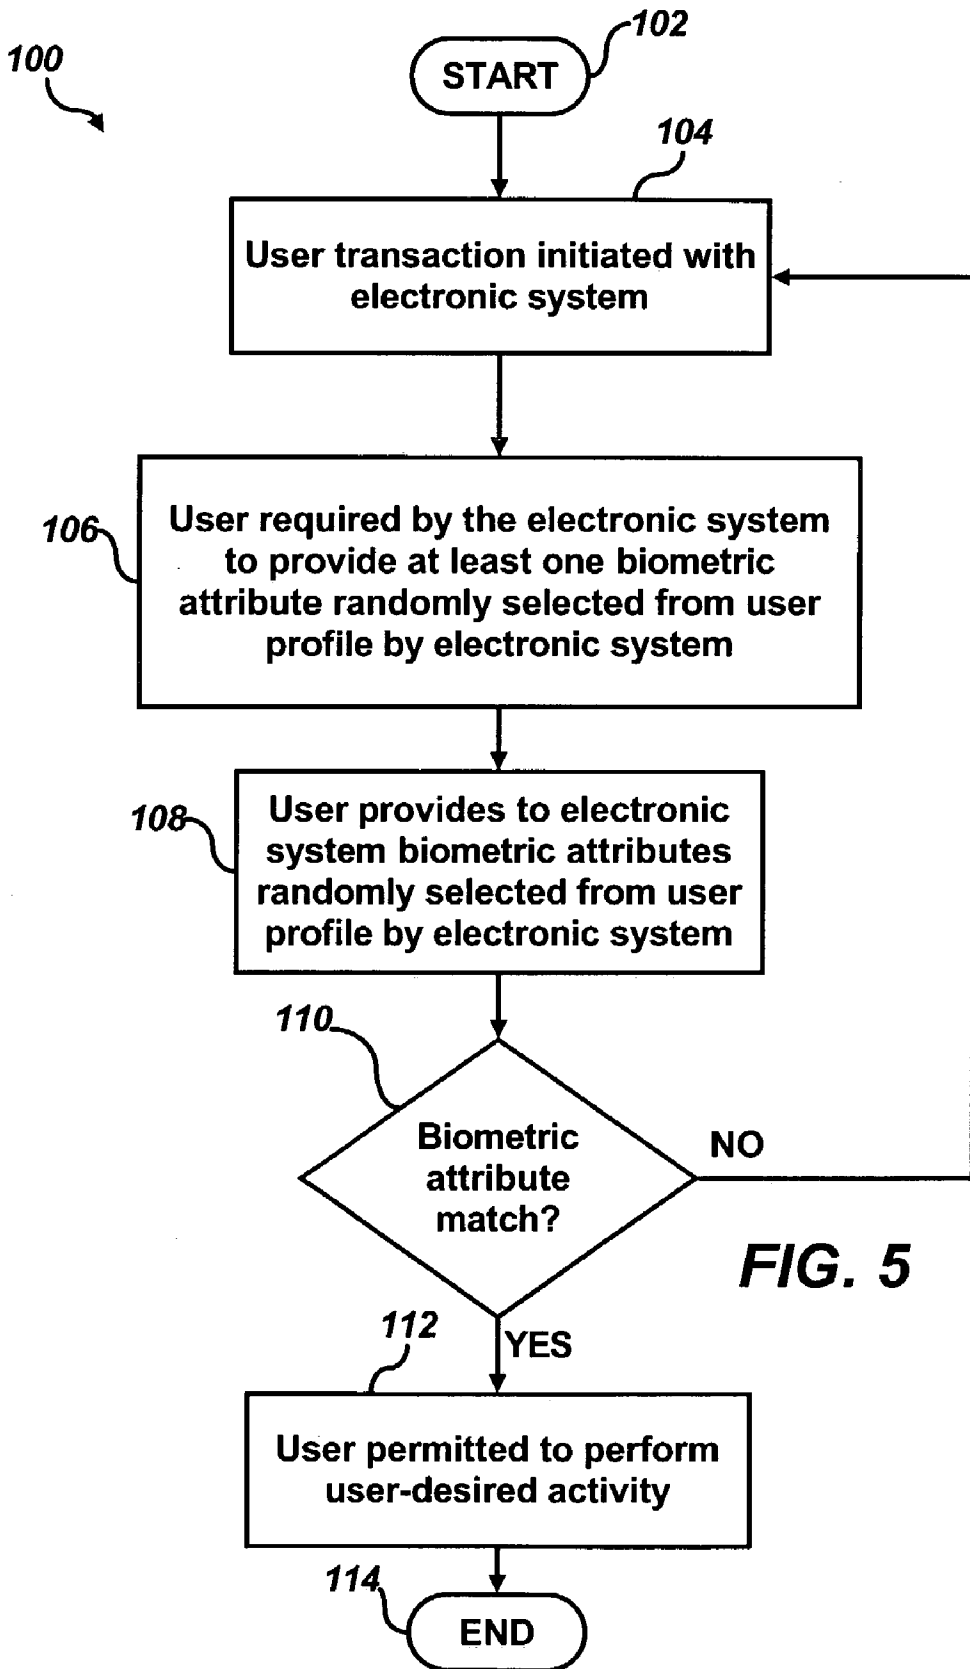 100
102
START
104
User transaction initiated with
electronic system
106
User required by the electronic system
to provide at least one biometric
attribute randomly selected from user
profile by electronic system
108
User provides to electronic
system biometric attributes
randomly selected from user
profile by electronic system
110
Biometric
attribute
match?
NO
FIG. 5
YES
112
User permitted to perform
user-desired activity
114
END